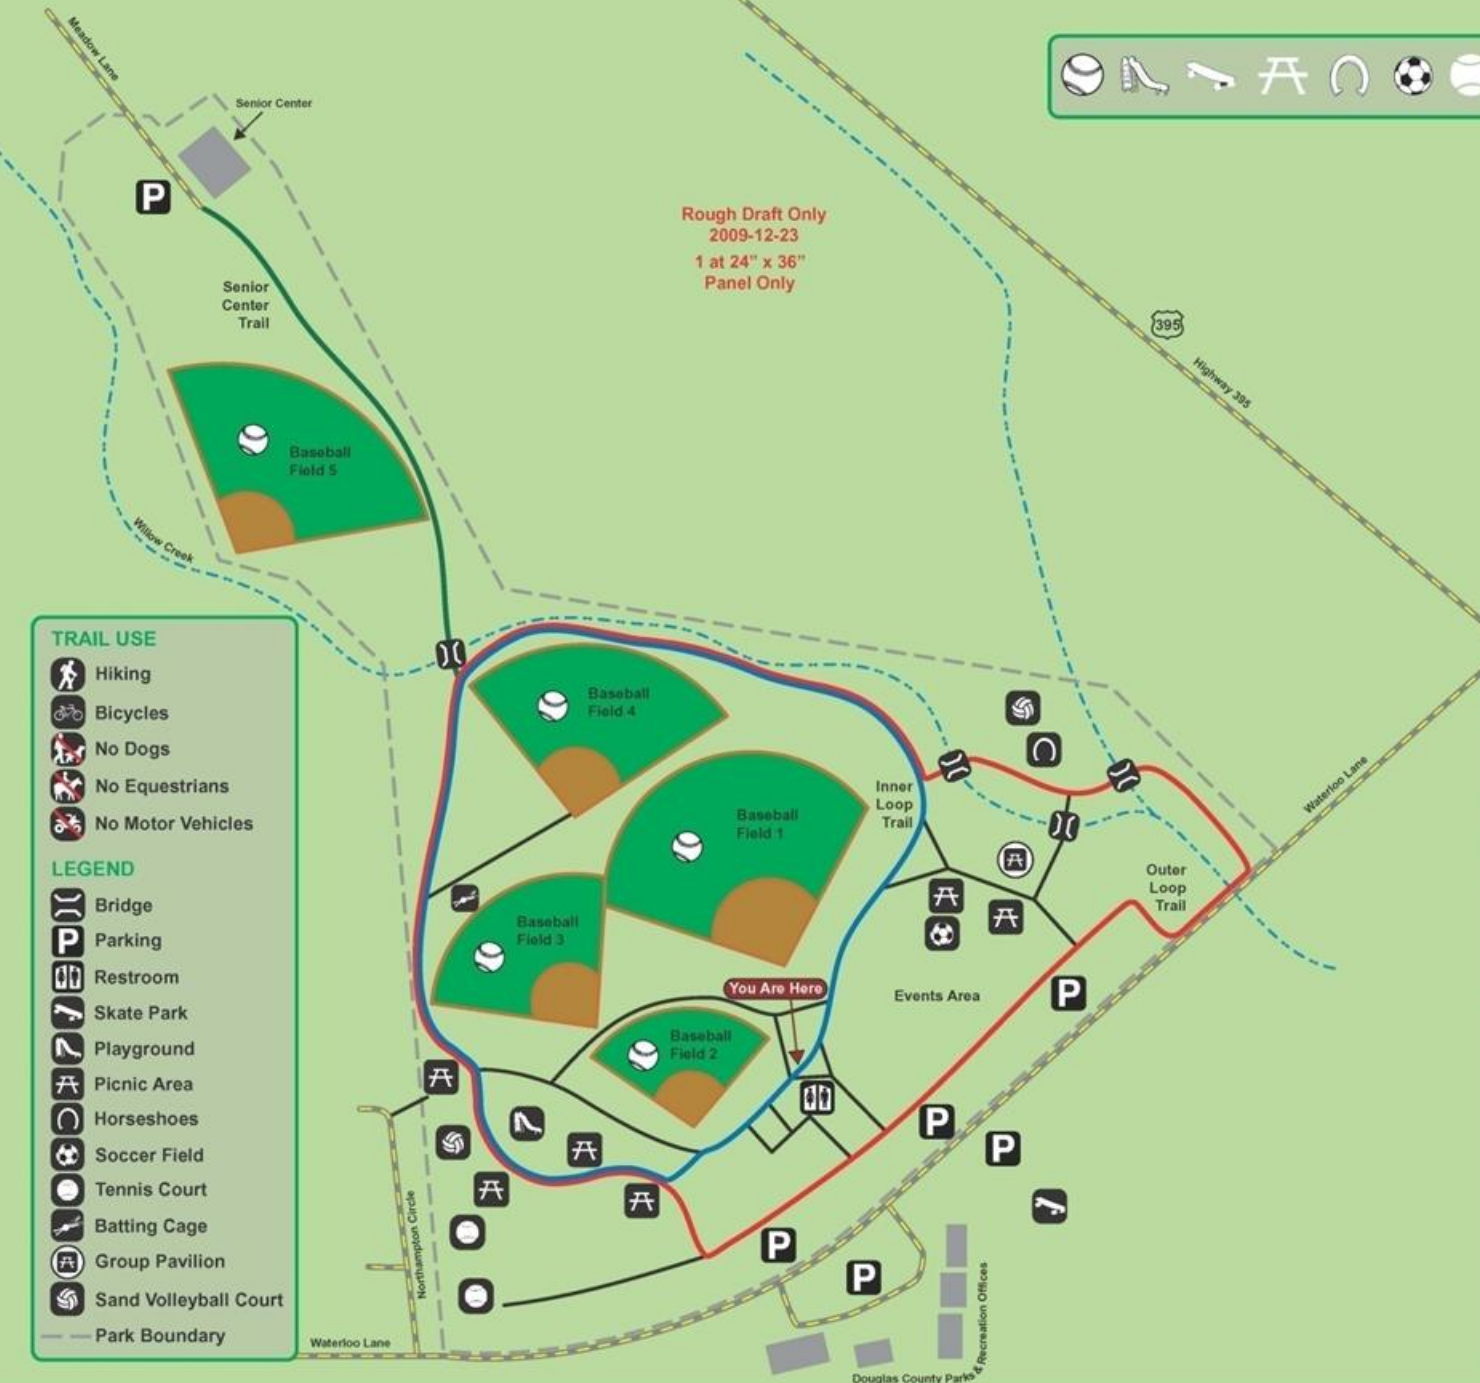 Meadow Lane
Senior Center
P
Rough Draft Only
2009-12-23
1 at 24” x 36”
Panel Only
Senior
Center
Trail
395
Highway 395
Baseball
Field 5
Willow Creek
TRAIL USE
Hiking
Bicycles
No Dogs
No Equestrians
No Motor Vehicles
LEGEND
Bridge
P Parking
Restroom
Skate Park
Playground
Picnic Area
Horseshoes
Soccer Field
Tennis Court
Batting Cage
Group Pavilion
Sand Volleyball Court
Park Boundary
Baseball
Field 4
Baseball
Field 1
Inner
Loop
Trail
Waterloo Lane
Outer
Loop
Trail
Baseball
Field 3
You Are Here
Events Area
P
Baseball
Field 2
P
P
P
P
Northampton Circle
Waterloo Lane
Douglas County Parks & Recreation Offices